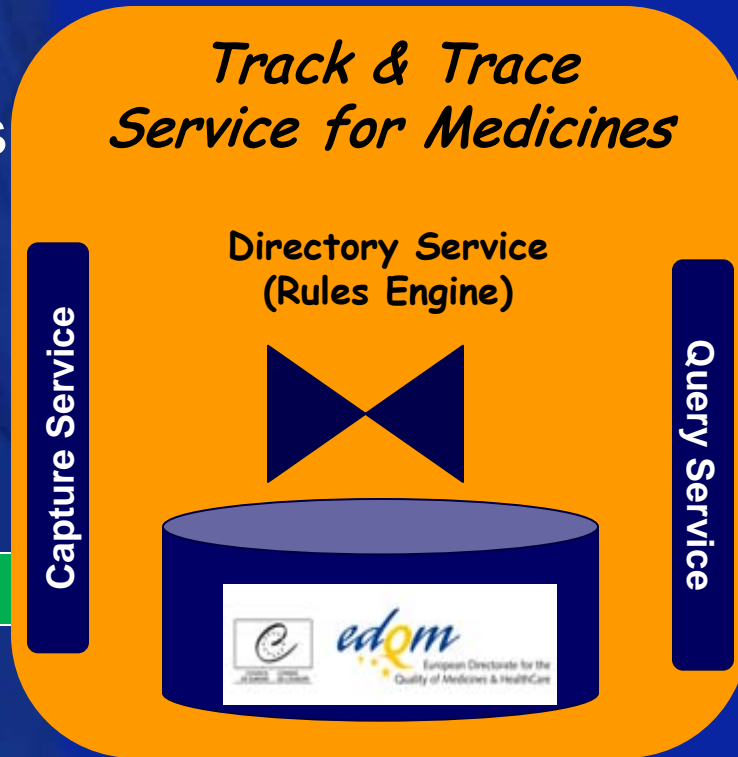 Track & Trace
Service for Medicines
s
Directory Service
(Rules Engine)
Capture Service
Query Service
edQm
European Directorate for the
Quality of Medicines & HealthCare